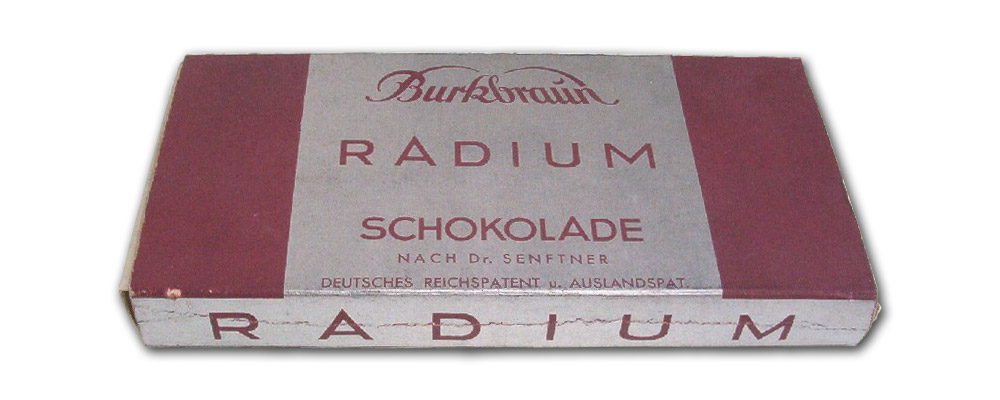 Burkbraun
RADIUM
SCHOKOLADE
NACH Dr. SENFTNER
DEUTSCHES REICHSPATENT u. AUSLANDSPAT.
RADIUM